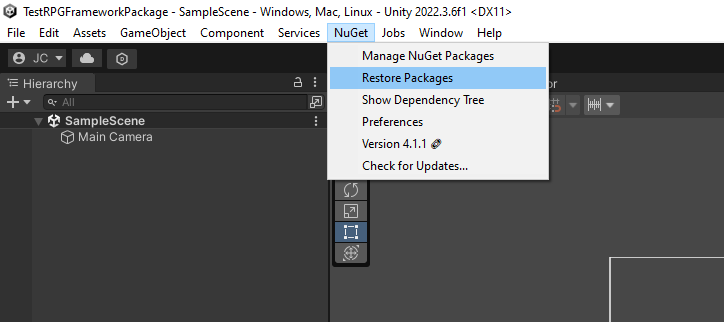 TestRPGFrameworkPackage - SampleScene - Windows, Mac, Linux - Unity 2022.3.6f1 <DX11>
File Edit Assets GameObject Component Services NuGet Jobs Window Help
JC
Manage NuGet Packages
Restore Packages
Show Dependency Tree
Preferences
Version 4.1.1
Check for Updates...
Hierarchy
All
SampleScene
Main Camera